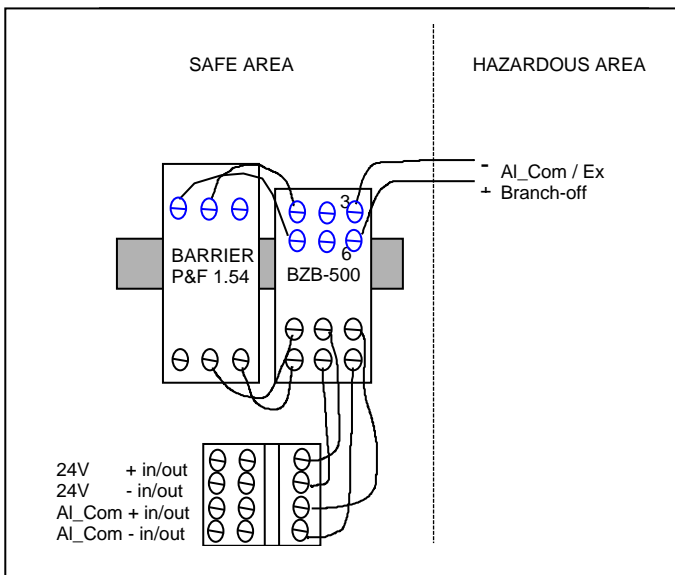 SAFE AREA
HAZARDOUS AREA
- Al_Com / Ex
+ Branch-off
3
6
BARRIER
P&F 1.54
BZB-500
24V + in/out
24V - in/out
Al_Com + in/out
Al_Com - in/out